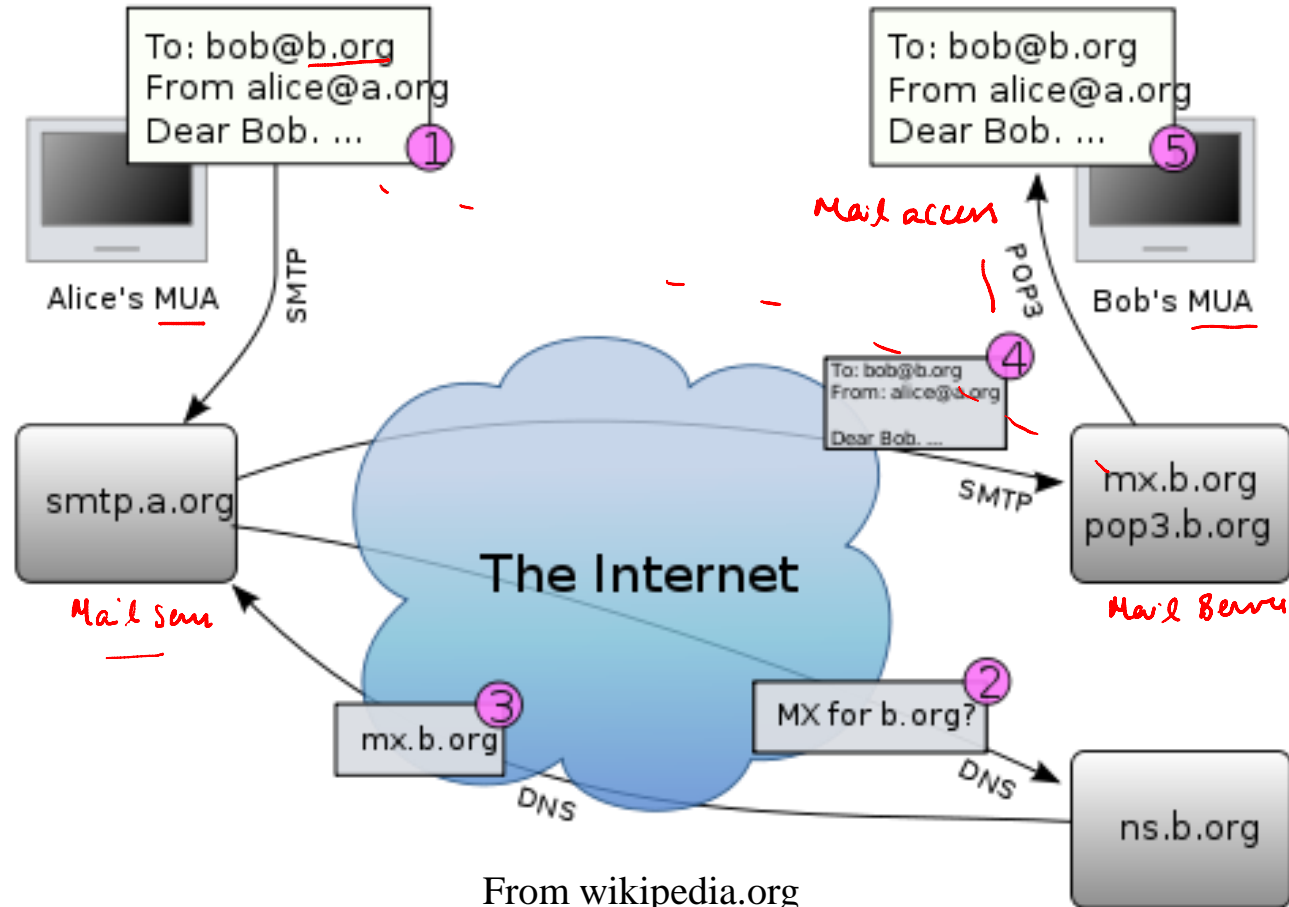 To: bob@b.org
From alice@a.org
Dear Bob. ...
1
Alice's MUA
SMTP
To: bob@b.org
From alice@a.org
Dear Bob. ...
5
Mail access
POP3
Bob's MUA
To: bob@b.org
From: alice@a.org
Dear Bob. ...
4
smtp.a.org
SMTP
mx.b.org
pop3.b.org
The Internet
Mail
Mail
3
mx.b.org
DNS
2
MX for b.org?
DNS
ns.b.org
From wikipedia.org